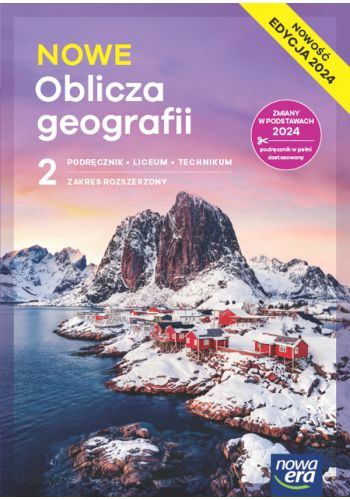 NOWOŚĆ
EDYCJA 2024
NOWE
Oblicza
geografii
ZMIANY
W PODSTAWACH
2024
podręcznik w pełni
dostosowany
2
PODRĘCZNIK • LICEUM • TECHNIKUM
ZAKRES ROZSZERZONY
nowa
era